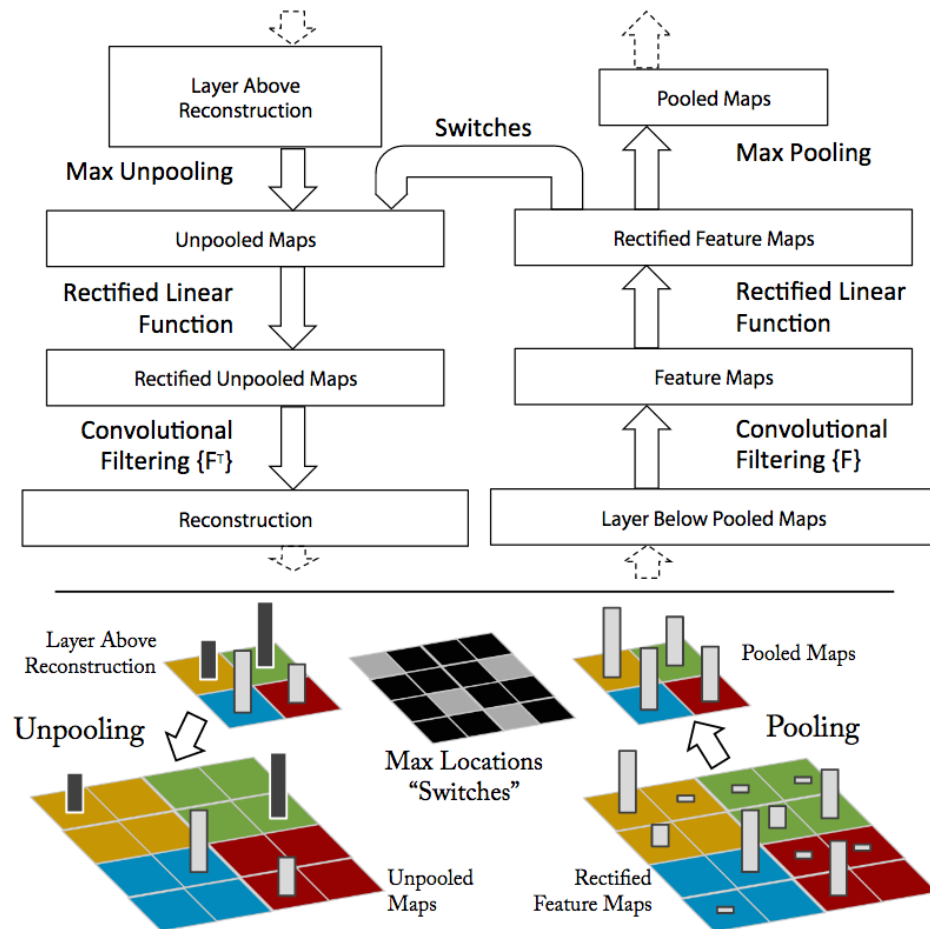 Layer Above
Reconstruction
Pooled Maps
Switches
Max Unpooling
Max Pooling
Unpooled Maps
Rectified Feature Maps
Rectified Linear
Function
Rectified Linear
Function
Rectified Unpooled Maps
Feature Maps
Convolutional
Filtering {Fᵀ}
Convolutional
Filtering {F}
Reconstruction
Layer Below Pooled Maps
Layer Above
Reconstruction
Pooled Maps
Unpooling
Pooling
Max Locations
“Switches”
Unpooled
Maps
Rectified
Feature Maps